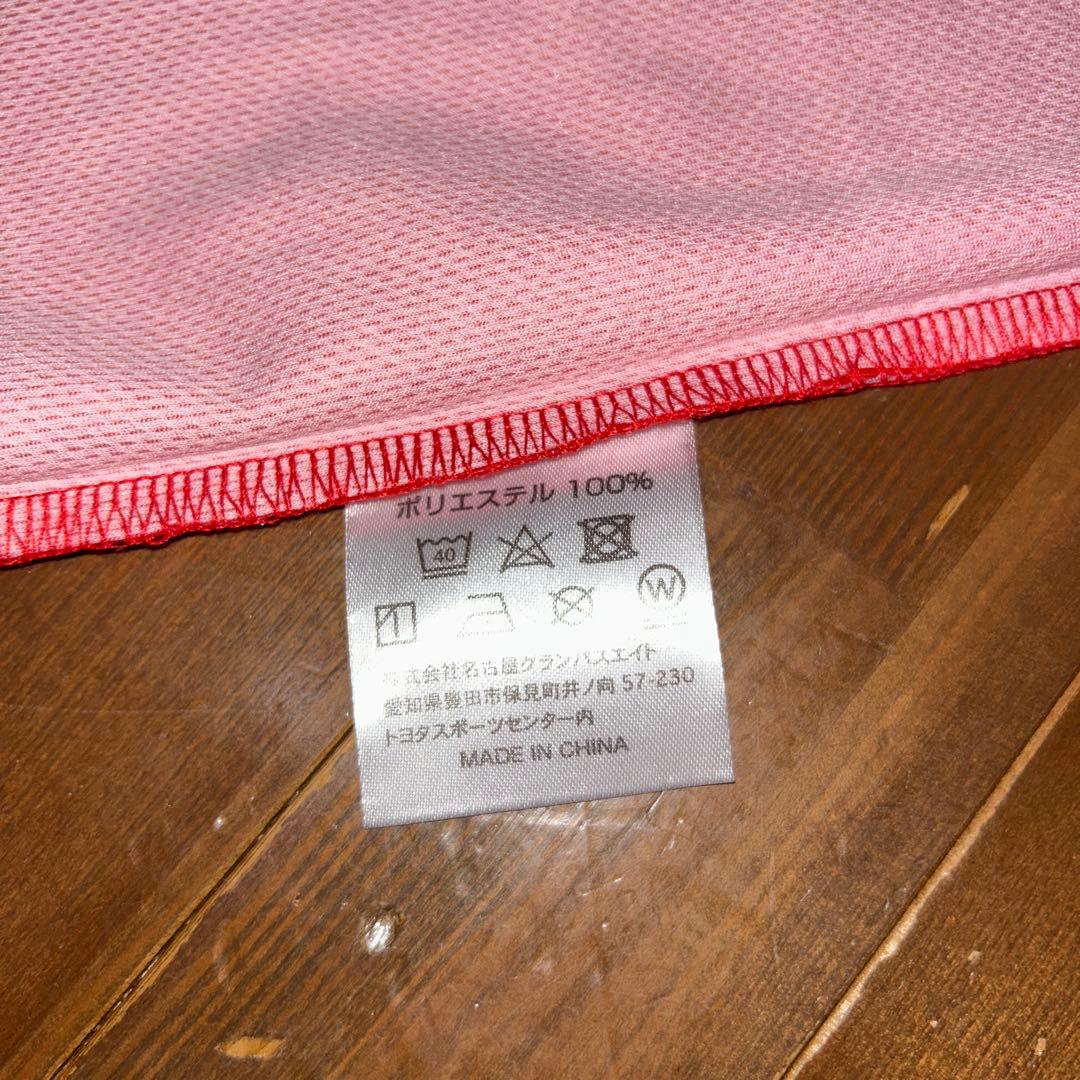 ポリエステル 100%
40
W
株式会社名古屋グランパスエイト
愛知県豊田市保見町井ノ向 57-230
トヨタスポーツセンター内
MADE IN CHINA